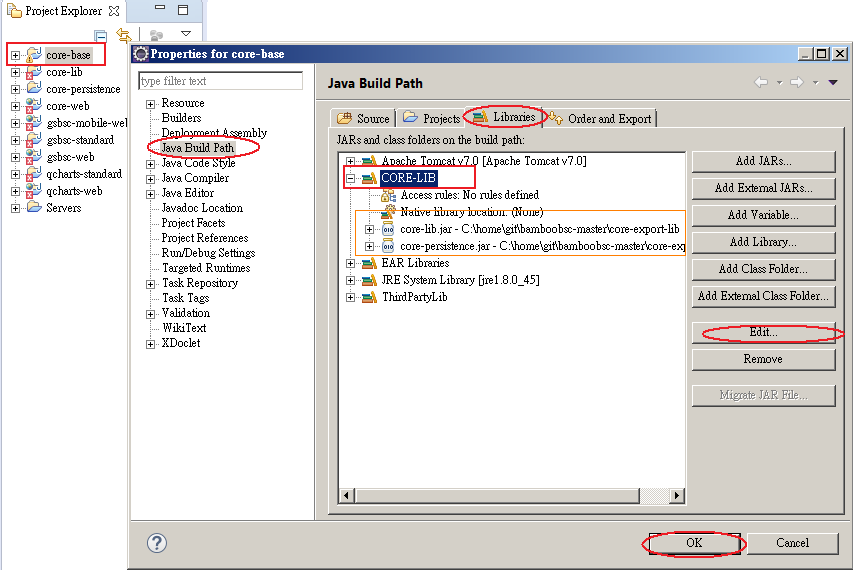 Project Explorer
core-base
core-lib
core-persistence
core-web
gsbsc-mobile-wel
gsbsc-standard
gsbsc-web
qcharts-standard
qcharts-web
Servers
Properties for core-base
type filter text
Resource
Builders
Deployment Assembly
Java Build Path
Java Code Style
Java Compiler
Java Editor
Javadoc Location
Project Facets
Project References
Run/Debug Settings
Targeted Runtimes
Task Repository
Task Tags
Validation
WikiText
XDoclet
Java Build Path
Source
Projects
Libraries
Order and Export
JARs and class folders on the build path:
Apache Tomcat v7.0 [Apache Tomcat v7.0]
CORE-LIB
Access rules: No rules defined
Native library location: (None)
core-lib.jar - C:\home\git\bamboobsc-master\core-export-lib
core-persistence.jar - C:\home\git\bamboobsc-master\core-exp
EAR Libraries
JRE System Library [jre1.8.0_45]
ThirdPartyLib
Add JARs...
Add External JARs...
Add Variable...
Add Library...
Add Class Folder...
Add External Class Folder...
Edit...
Remove
Migrate JAR File...
OK
Cancel